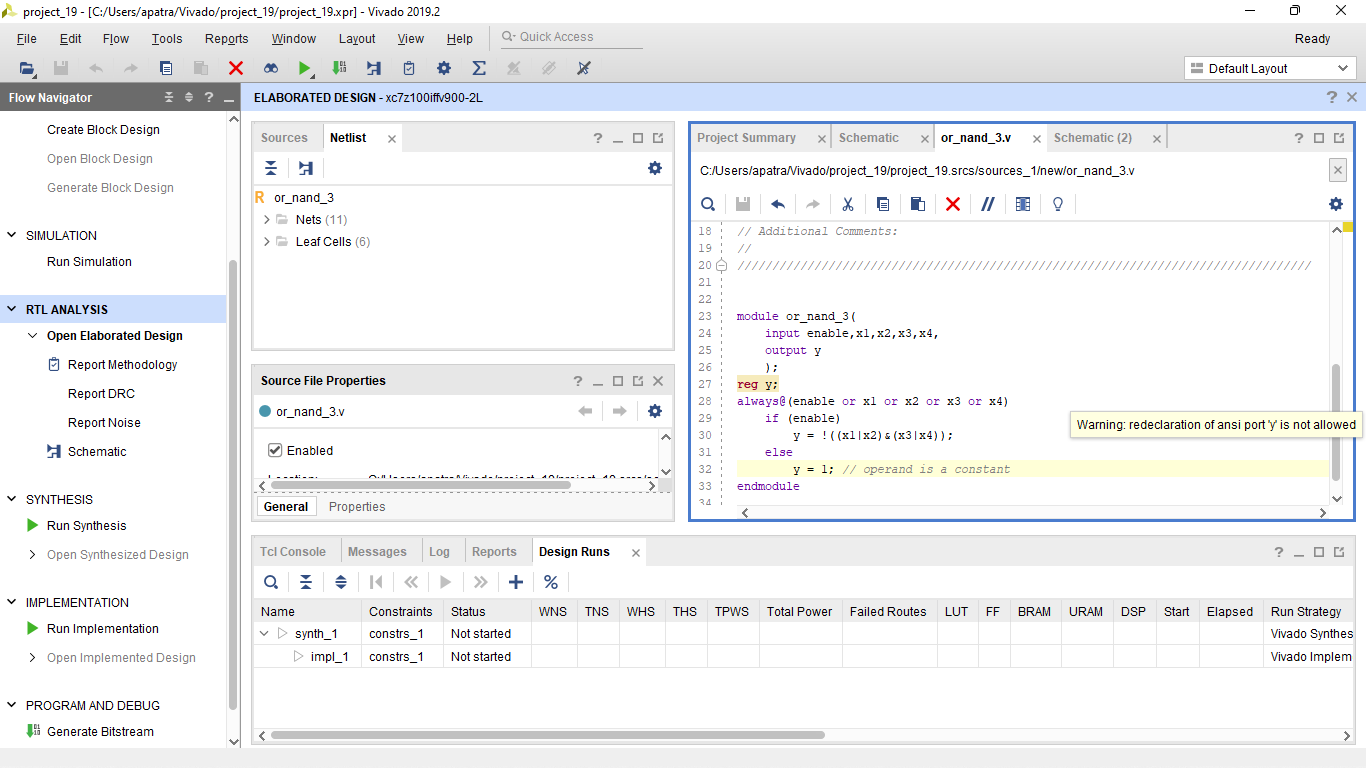 project_19 - [C:/Users/apatra/Vivado/project_19/project_19.xpr] - Vivado 2019.2
File Edit Flow Tools Reports Window Layout View Help Quick Access Ready
Default Layout
Flow Navigator
Create Block Design
Open Block Design
Generate Block Design
SIMULATION
Run Simulation
RTL ANALYSIS
Open Elaborated Design
Report Methodology
Report DRC
Report Noise
Schematic
SYNTHESIS
Run Synthesis
Open Synthesized Design
IMPLEMENTATION
Run Implementation
Open Implemented Design
PROGRAM AND DEBUG
Generate Bitstream
ELABORATED DESIGN - xc7z100iffv900-2L
Sources Netlist
R or_nand_3
Nets (11)
Leaf Cells (6)
Source File Properties
or_nand_3.v
Enabled
General Properties
Project Summary Schematic or_nand_3.v Schematic (2)
C:/Users/apatra/Vivado/project_19/project_19.srcs/sources_1/new/or_nand_3.v
18 // Additional Comments:
19 //
20 //////////////////////////////////////////////////////////////////////////////////
21
22
23 module or_nand_3(
24 input enable,x1,x2,x3,x4,
25 output y
26 );
27 reg y;
28 always@(enable or x1 or x2 or x3 or x4)
29 if (enable)
30 y = !((x1|x2)&(x3|x4));
31 else
32 y = 1; // operand is a constant
33 endmodule
34
Warning: redeclaration of ansi port 'y' is not allowed
Tcl Console Messages Log Reports Design Runs
Name Constraints Status WNS TNS WHS THS TPWS Total Power Failed Routes LUT FF BRAM URAM DSP Start Elapsed Run Strategy
synth_1 constrs_1 Not started Vivado Synthes
impl_1 constrs_1 Not started Vivado Implem